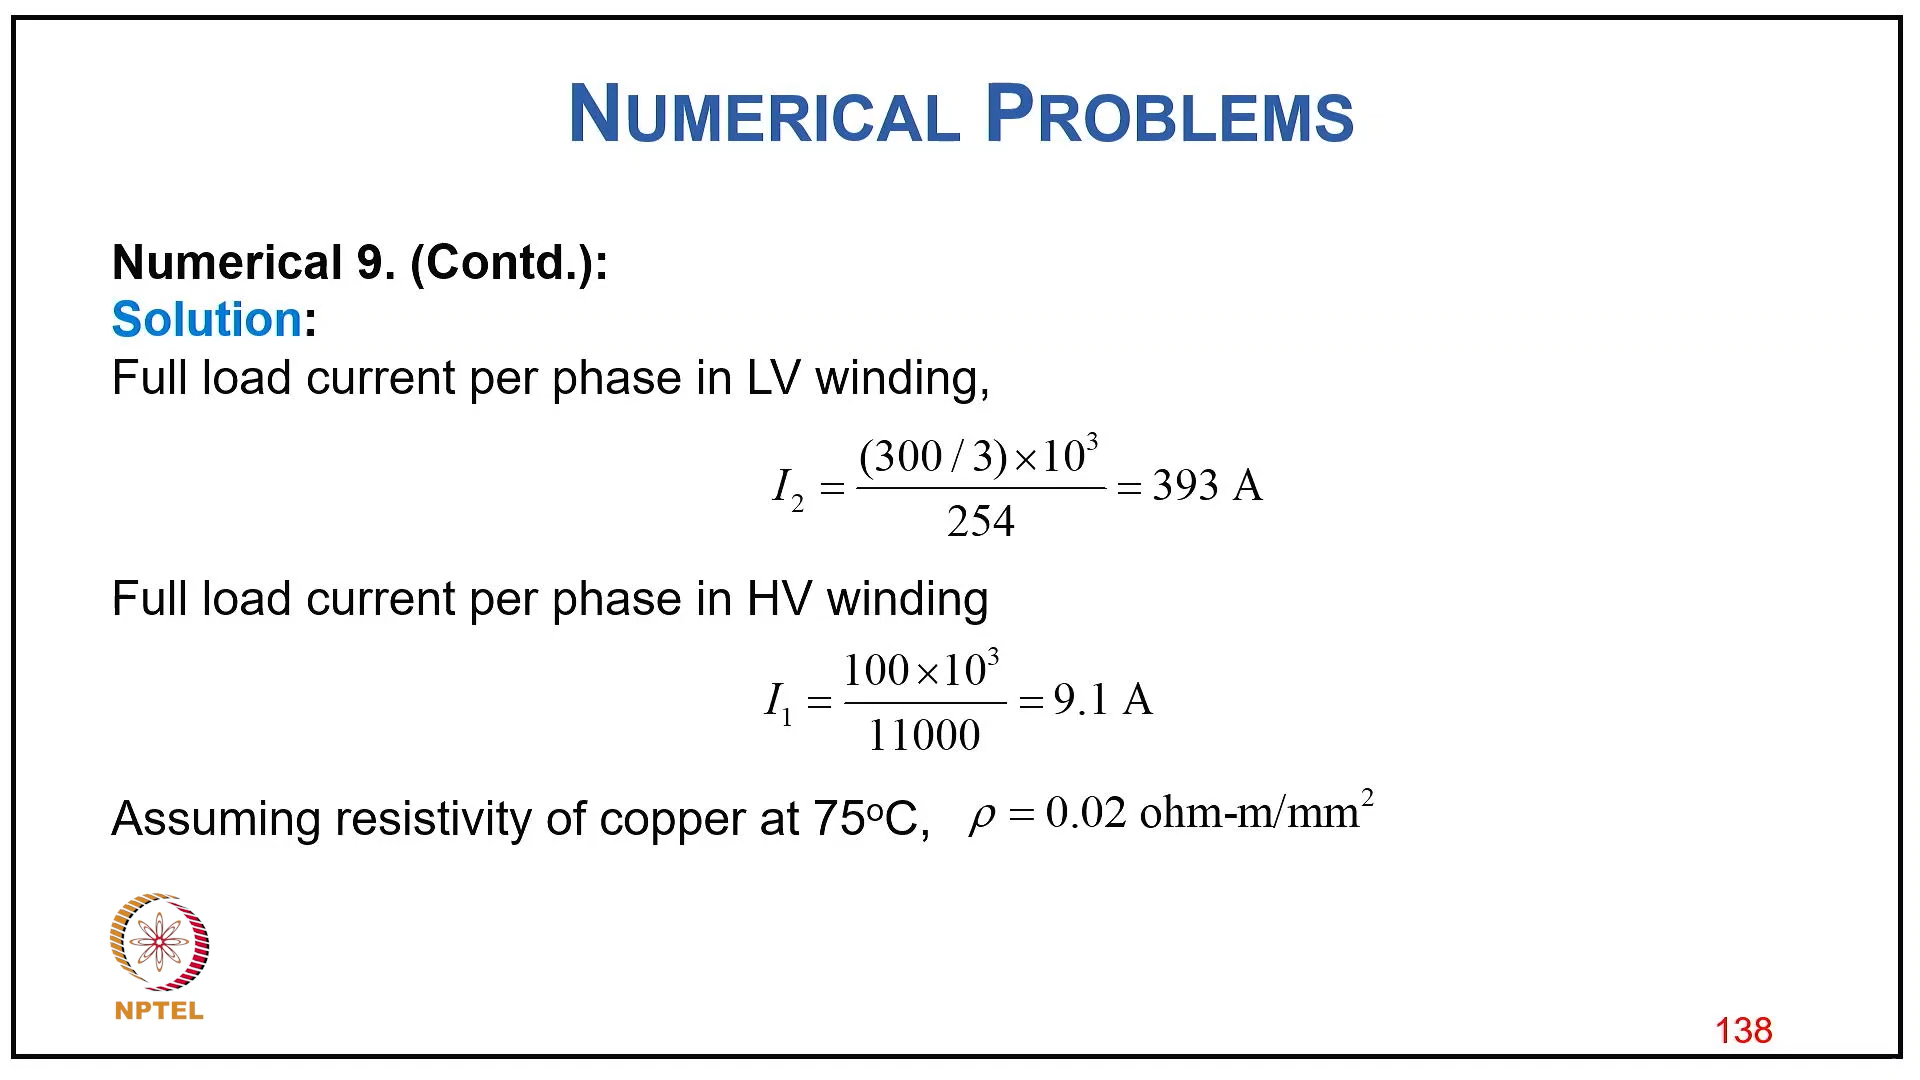 NUMERICAL PROBLEMS
Numerical 9. (Contd.):
Solution:
Full load current per phase in LV winding,
I₂ = (300 / 3) × 10³ / 254 = 393 A
Full load current per phase in HV winding
I₁ = 100 × 10³ / 11000 = 9.1 A
Assuming resistivity of copper at 75ºC, ρ = 0.02 ohm-m/mm²
NPTEL
138